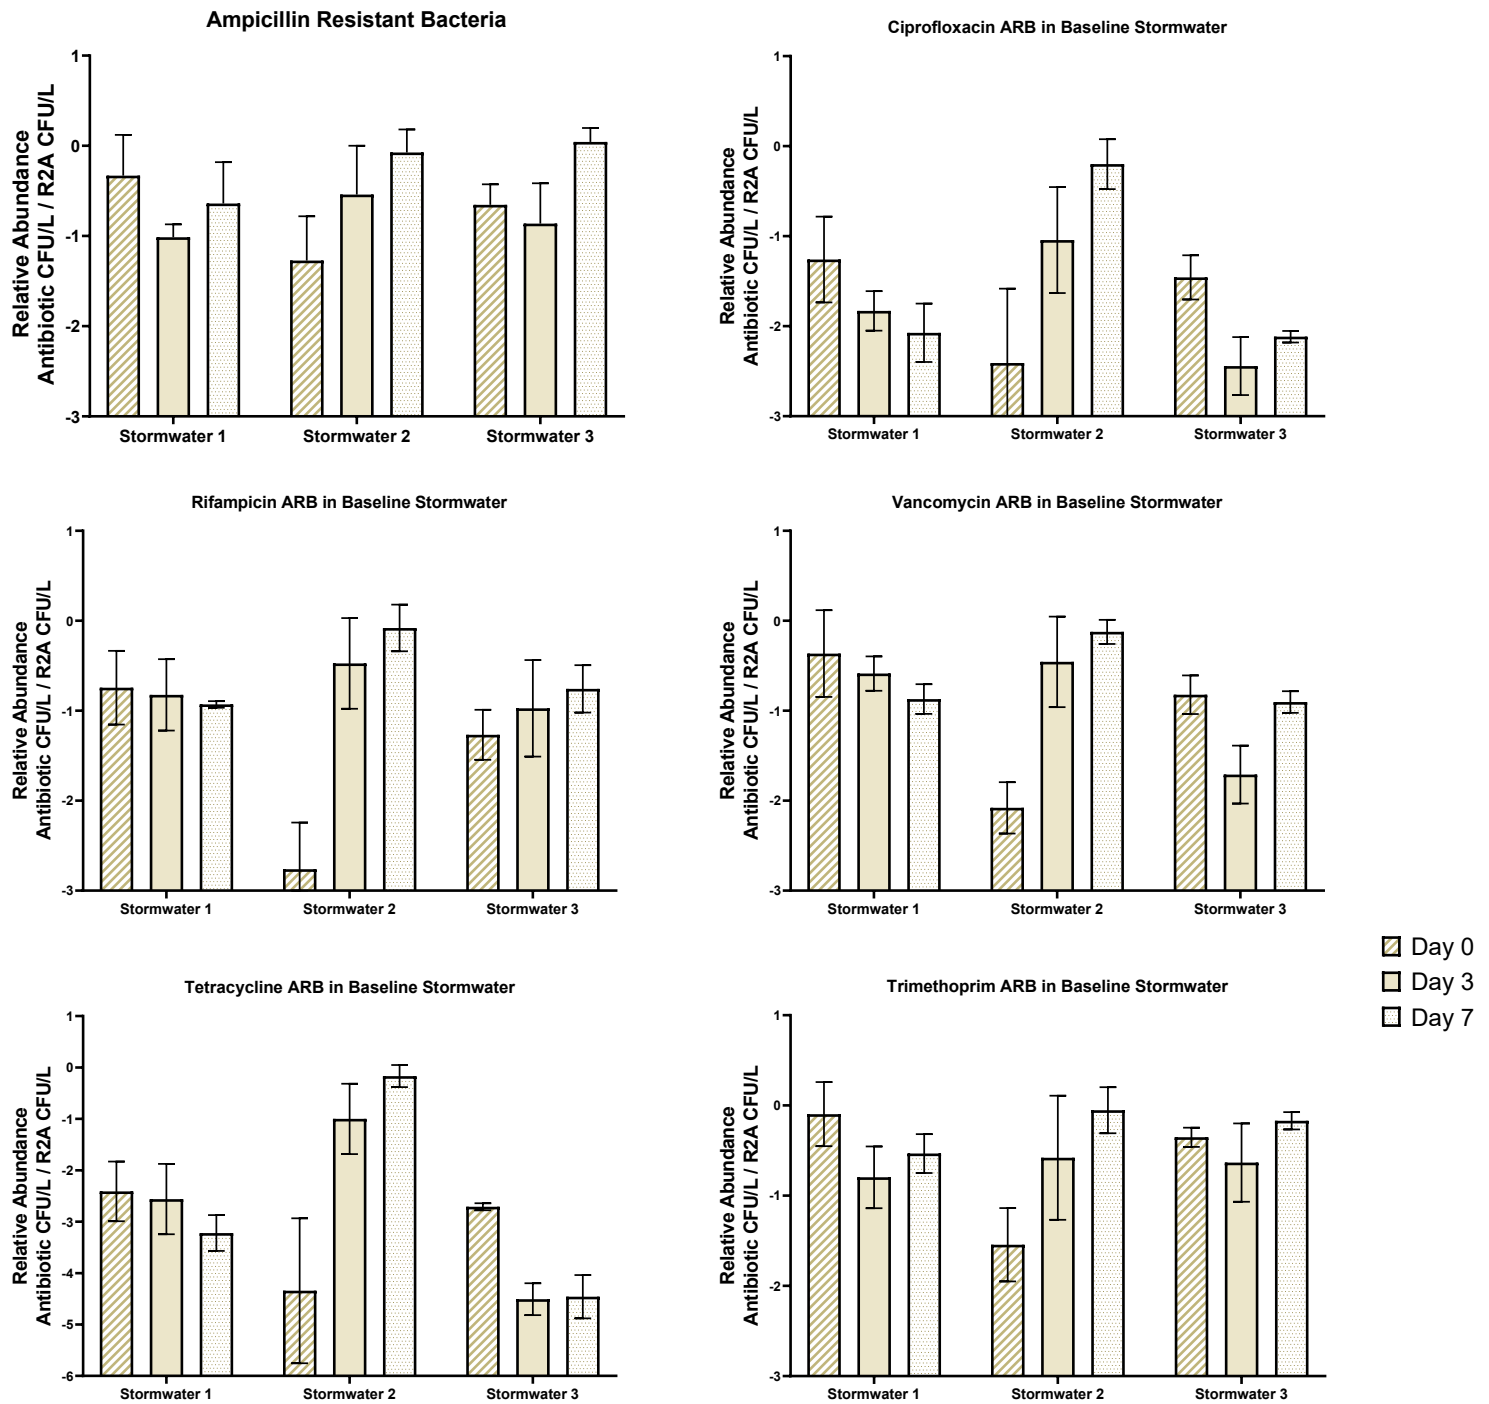 Ampicillin Resistant Bacteria
Relative Abundance
Antibiotic CFU/L / R2A CFU/L
1
0
-1
-2
-3
Stormwater 1
Stormwater 2
Stormwater 3
Ciprofloxacin ARB in Baseline Stormwater
Relative Abundance
Antibiotic CFU/L / R2A CFU/L
1
0
-1
-2
-3
Stormwater 1
Stormwater 2
Stormwater 3
Rifampicin ARB in Baseline Stormwater
Relative Abundance
Antibiotic CFU/L / R2A CFU/L
1
0
-1
-2
-3
Stormwater 1
Stormwater 2
Stormwater 3
Vancomycin ARB in Baseline Stormwater
Relative Abundance
Antibiotic CFU/L / R2A CFU/L
1
0
-1
-2
-3
Stormwater 1
Stormwater 2
Stormwater 3
Day 0
Day 3
Day 7
Tetracycline ARB in Baseline Stormwater
Relative Abundance
Antibiotic CFU/L / R2A CFU/L
1
0
-1
-2
-3
-4
-5
-6
Stormwater 1
Stormwater 2
Stormwater 3
Trimethoprim ARB in Baseline Stormwater
Relative Abundance
Antibiotic CFU/L / R2A CFU/L
1
0
-1
-2
-3
Stormwater 1
Stormwater 2
Stormwater 3